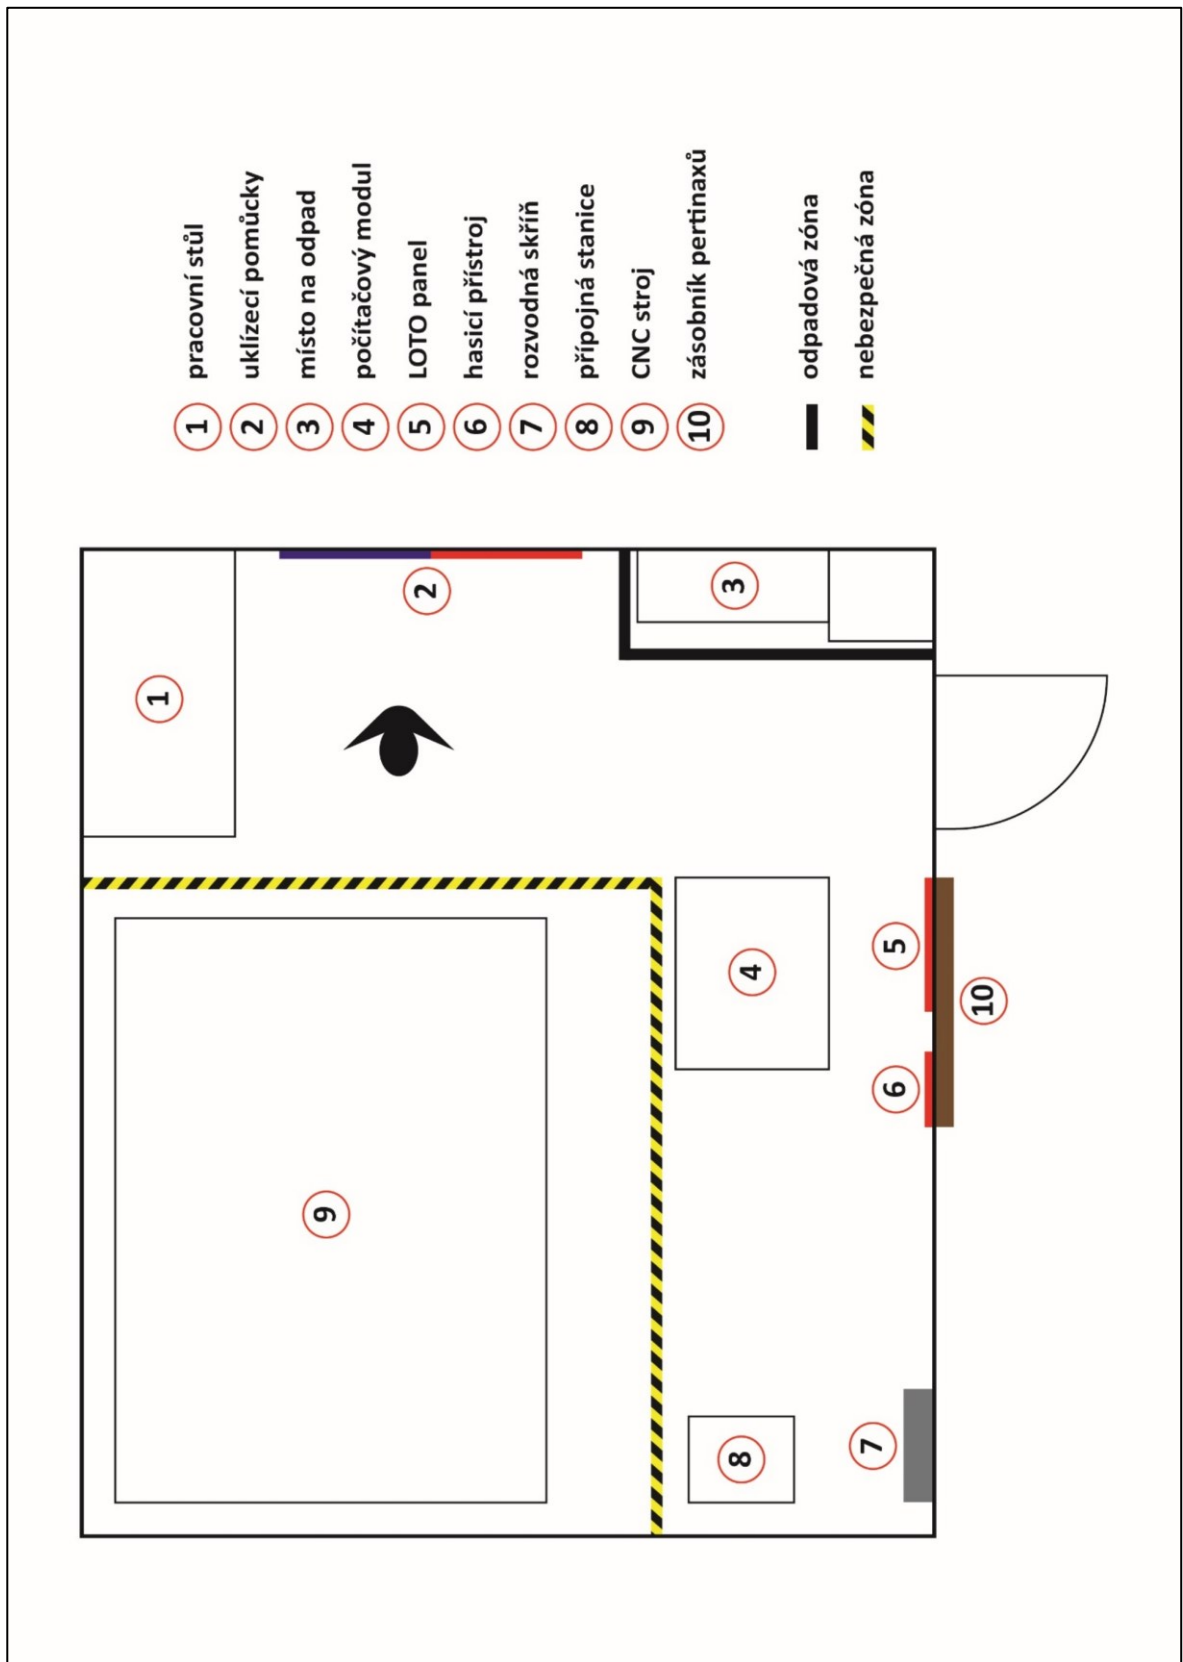 1 pracovní stůl
2 uklízecí pomůcky
3 místo na odpad
4 počítačový modul
5 LOTO panel
6 hasicí přístroj
7 rozvodná skříň
8 přípojná stanice
9 CNC stroj
10 zásobník pertinaxů
odpadová zóna
nebezpečná zóna
1
2
3
4
5
6
7
8
9
10